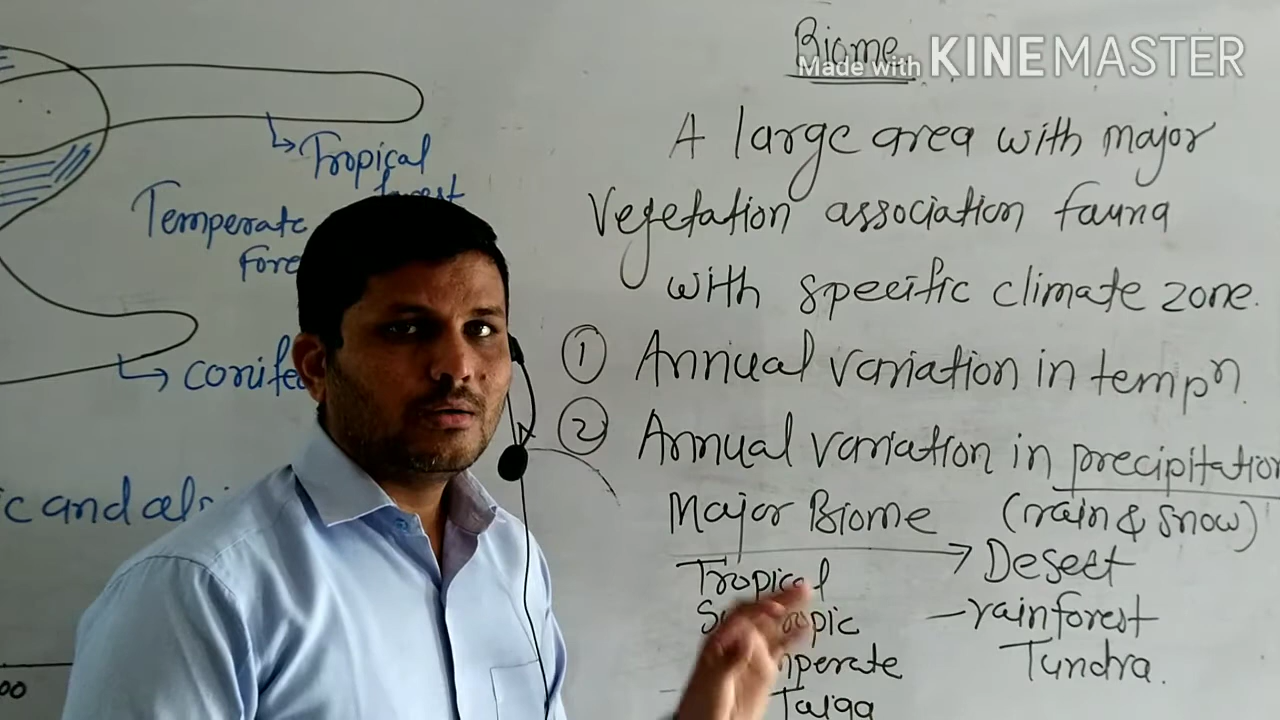 Biome
Made with KINEMASTER
A large area with major
Vegetation association fauna
with specific climate zone.
① Annual variation in tempⁿ.
② Annual variation in precipitation
Major Biome (rain & snow)
→ Desert
Tropical
– rainforest
Tundra.
Taiga
Tropical
Temperate
→ conife
c and al
00